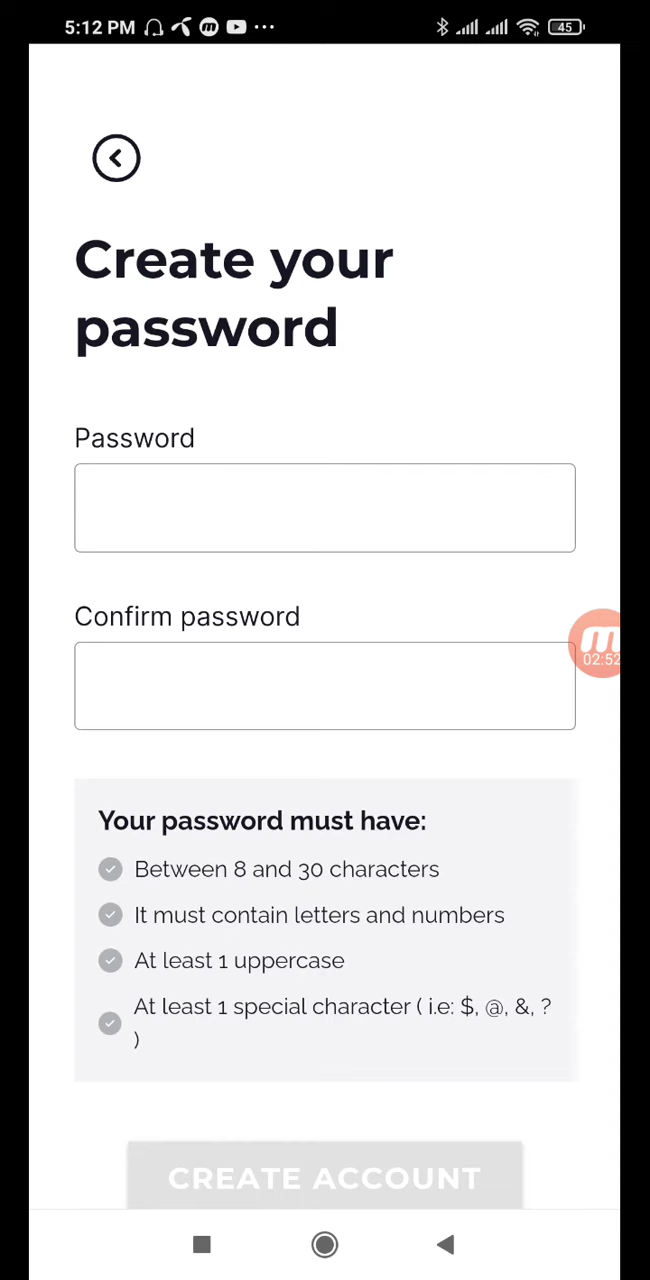 5:12 PM
45
Create your
password
Password
Confirm password
02:52
Your password must have:
Between 8 and 30 characters
It must contain letters and numbers
At least 1 uppercase
At least 1 special character ( i.e: $, @, &, ?
)
CREATE ACCOUNT